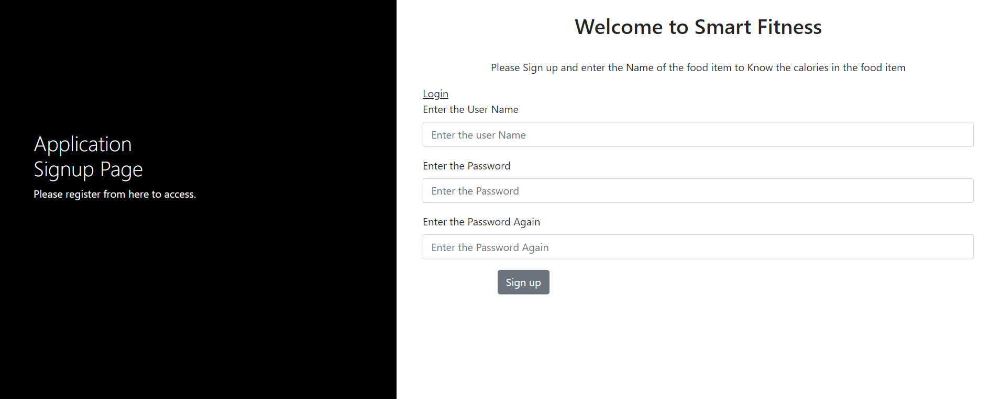 Application
Signup Page
Please register from here to access.
Welcome to Smart Fitness
Please Sign up and enter the Name of the food item to Know the calories in the food item
Login
Enter the User Name
Enter the user Name
Enter the Password
Enter the Password
Enter the Password Again
Enter the Password Again
Sign up